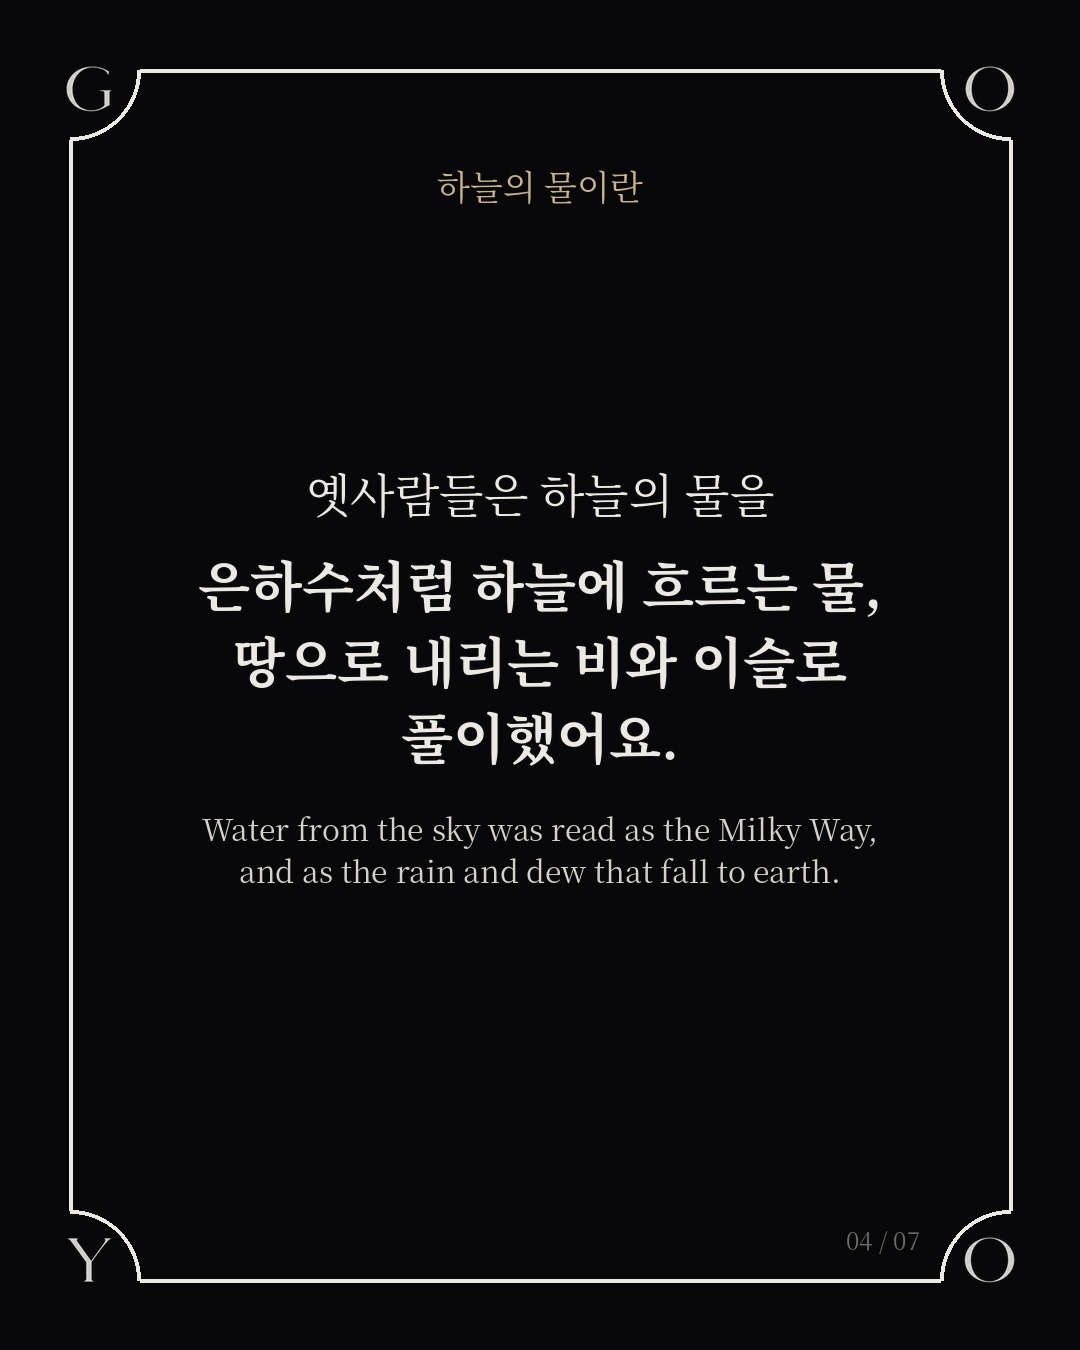 G O
하늘의 물이란
옛사람들은 하늘의 물을
은하수처럼 하늘에 흐르는 물,
땅으로 내리는 비와 이슬로
풀이했어요.
Water from the sky was read as the Milky Way,
and as the rain and dew that fall to earth.
04 / 07
Y O